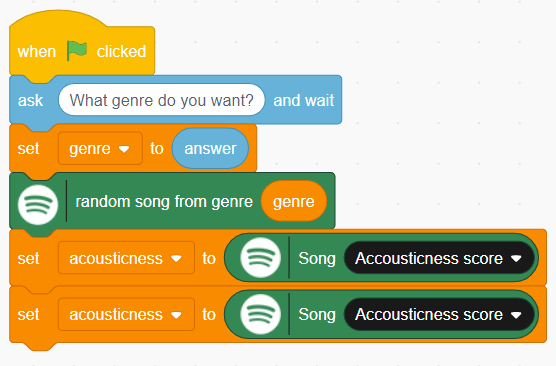 when clicked
ask What genre do you want? and wait
set genre to answer
random song from genre genre
set acousticness to Song Accousticness score
set acousticness to Song Accousticness score